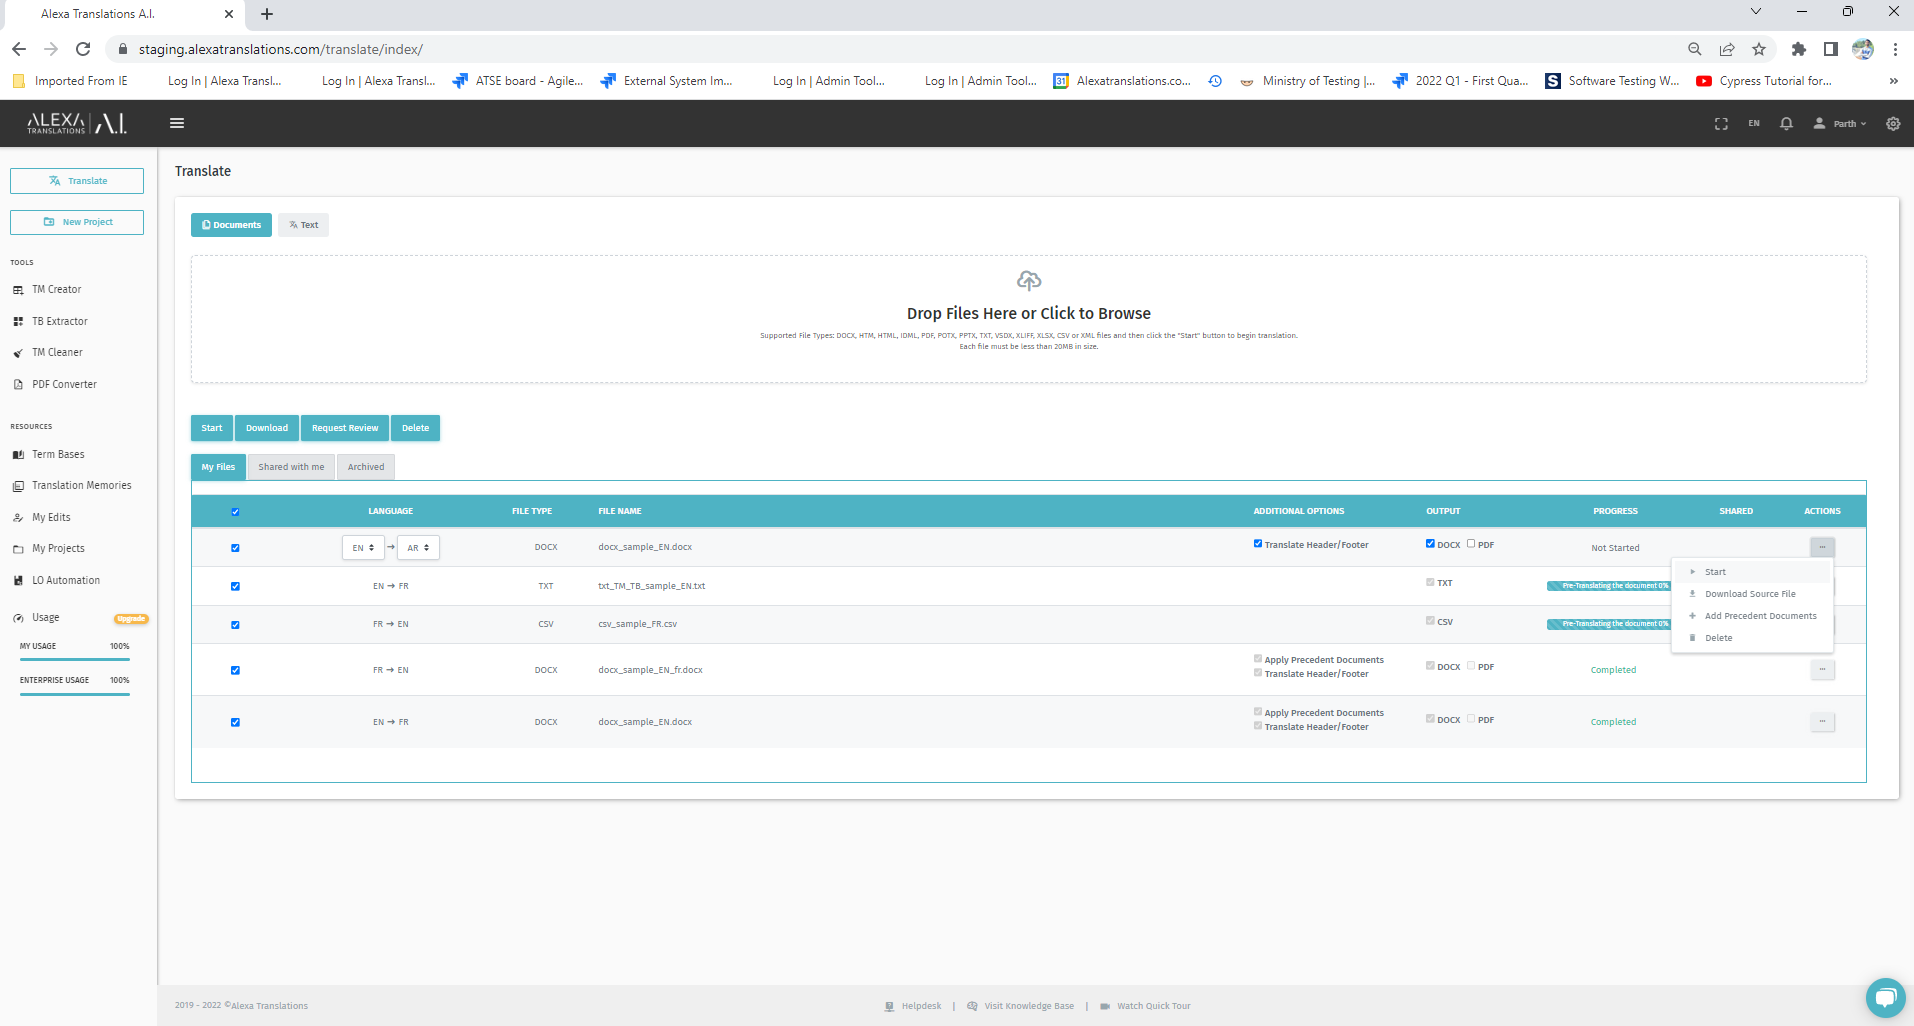 Alexa Translations A.I.
staging.alexatranslations.com/translate/index/
Imported From IE
Log In | Alexa Transl...
Log In | Alexa Transl...
ATSE board - Agile...
External System Im...
Log In | Admin Tool...
Log In | Admin Tool...
Alexatranslations.co...
Ministry of Testing |...
2022 Q1 - First Qua...
Software Testing W...
Cypress Tutorial for...
»
ALEXA TRANSLATIONS | A.I.
EN
Parth
Translate
New Project
TOOLS
TM Creator
TB Extractor
TM Cleaner
PDF Converter
RESOURCES
Term Bases
Translation Memories
My Edits
My Projects
LO Automation
Usage Upgrade
MY USAGE 100%
ENTERPRISE USAGE 100%
Translate
Documents Text
Drop Files Here or Click to Browse
Supported File Types: DOCX, HTM, HTML, IDML, PDF, POTX, PPTX, TXT, VSDX, XLIFF, XLSX, CSV or XML files and then click the "Start" button to begin translation.
Each file must be less than 20MB in size.
Start Download Request Review Delete
My Files Shared with me Archived
LANGUAGE FILE TYPE FILE NAME ADDITIONAL OPTIONS OUTPUT PROGRESS SHARED ACTIONS
EN → AR DOCX docx_sample_EN.docx Translate Header/Footer DOCX PDF Not Started ...
EN → FR TXT txt_TM_TB_sample_EN.txt TXT Pre-Translating the document 0%
FR → EN CSV csv_sample_FR.csv CSV Pre-Translating the document 0%
FR → EN DOCX docx_sample_EN_fr.docx Apply Precedent Documents
Translate Header/Footer DOCX PDF Completed ...
EN → FR DOCX docx_sample_EN.docx Apply Precedent Documents
Translate Header/Footer DOCX PDF Completed ...
Start
Download Source File
Add Precedent Documents
Delete
2019 - 2022 ©Alexa Translations
Helpdesk | Visit Knowledge Base | Watch Quick Tour